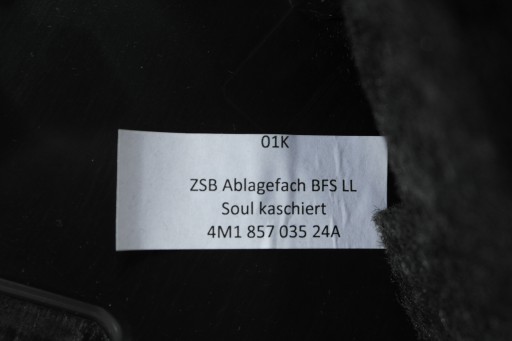 01K
ZSB Ablagefach BFS LL
Soul kaschiert
4M1 857 035 24A